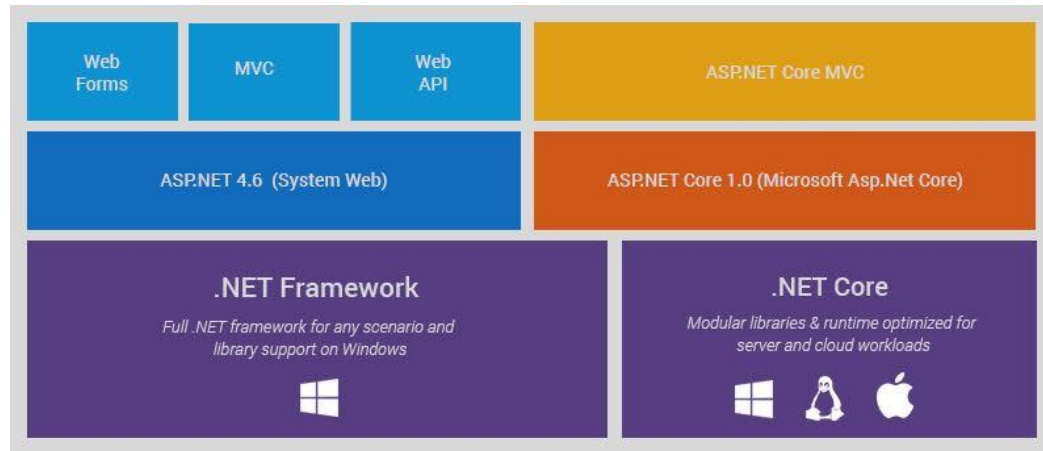 Web
Forms
MVC
Web
API
ASP.NET Core MVC
ASP.NET 4.6 (System Web)
ASP.NET Core 1.0 (Microsoft Asp.Net Core)
.NET Framework
Full .NET framework for any scenario and
library support on Windows
.NET Core
Modular libraries & runtime optimized for
server and cloud workloads